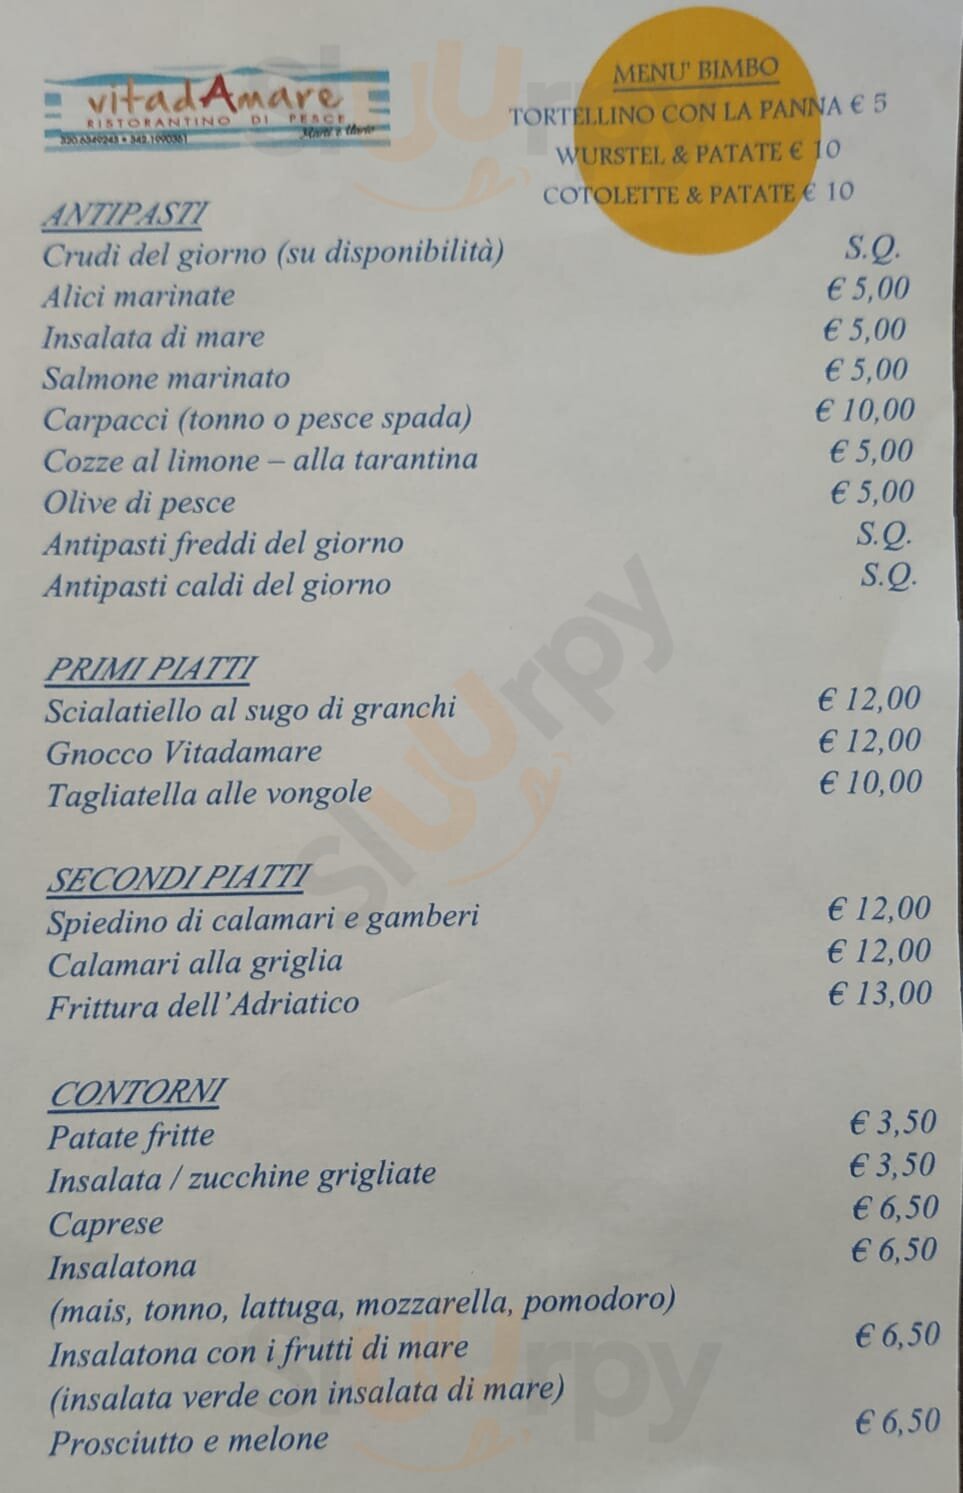 vitadAmare
RISTORANTINO DI PESCE
320.6349243 • 342.1090361
MENU' BIMBO
TORTELLINO CON LA PANNA € 5
WURSTEL & PATATE € 10
COTOLETTE & PATATE € 10
ANTIPASTI
Crudi del giorno (su disponibilità) S.Q.
Alici marinate € 5,00
Insalata di mare € 5,00
Salmone marinato € 5,00
Carpacci (tonno o pesce spada) € 10,00
Cozze al limone – alla tarantina € 5,00
Olive di pesce € 5,00
Antipasti freddi del giorno S.Q.
Antipasti caldi del giorno S.Q.
PRIMI PIATTI
Scialatiello al sugo di granchi € 12,00
Gnocco Vitadamare € 12,00
Tagliatella alle vongole € 10,00
SECONDI PIATTI
Spiedino di calamari e gamberi € 12,00
Calamari alla griglia € 12,00
Frittura dell'Adriatico € 13,00
CONTORNI
Patate fritte € 3,50
Insalata / zucchine grigliate € 3,50
Caprese € 6,50
Insalatona € 6,50
(mais, tonno, lattuga, mozzarella, pomodoro)
Insalatona con i frutti di mare € 6,50
(insalata verde con insalata di mare)
Prosciutto e melone € 6,50
sluurpy
sluurpy
sluurpy